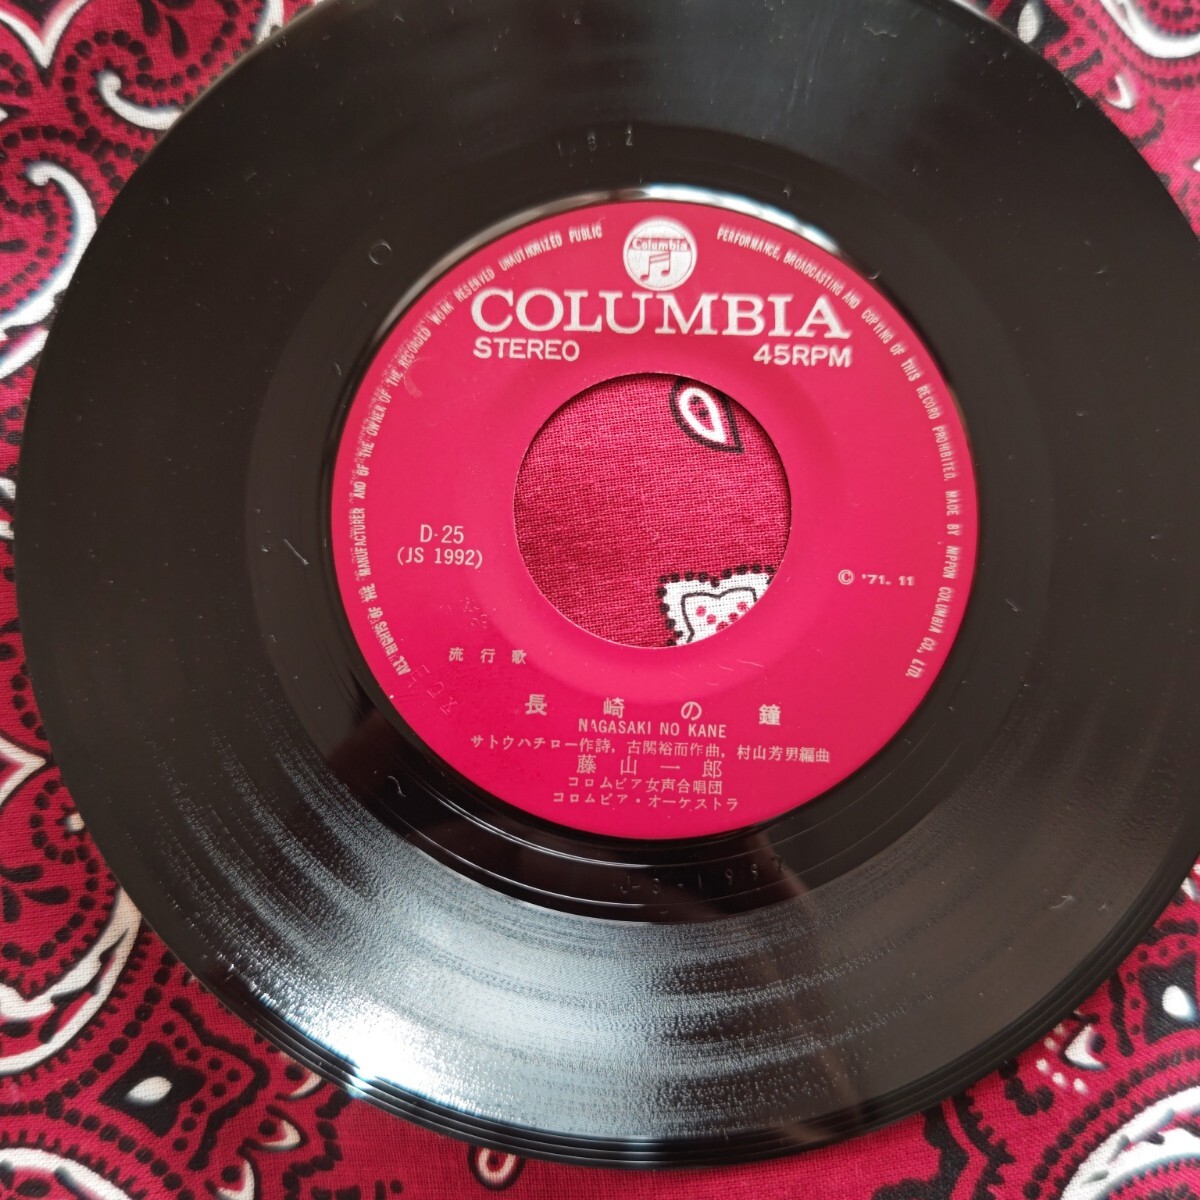 ALL RIGHTS OF THE MANUFACTURER AND OF THE OWNER OF THE RECORDED WORK RESERVED UNAUTHORIZED PUBLIC PERFORMANCE, BROADCASTING AND COPYING OF THIS RECORD PROHIBITED. MADE BY NIPPON COLUMBIA CO., LTD.
Columbia
COLUMBIA
STEREO 45RPM
D-25
(JS 1992)
Ⓒ '71. 11
流行歌
長崎の鐘
NAGASAKI NO KANE
サトウハチロー作詩, 古関裕而作曲, 村山芳男編曲
藤山一郎
コロムビア女声合唱団
コロムビア・オーケストラ